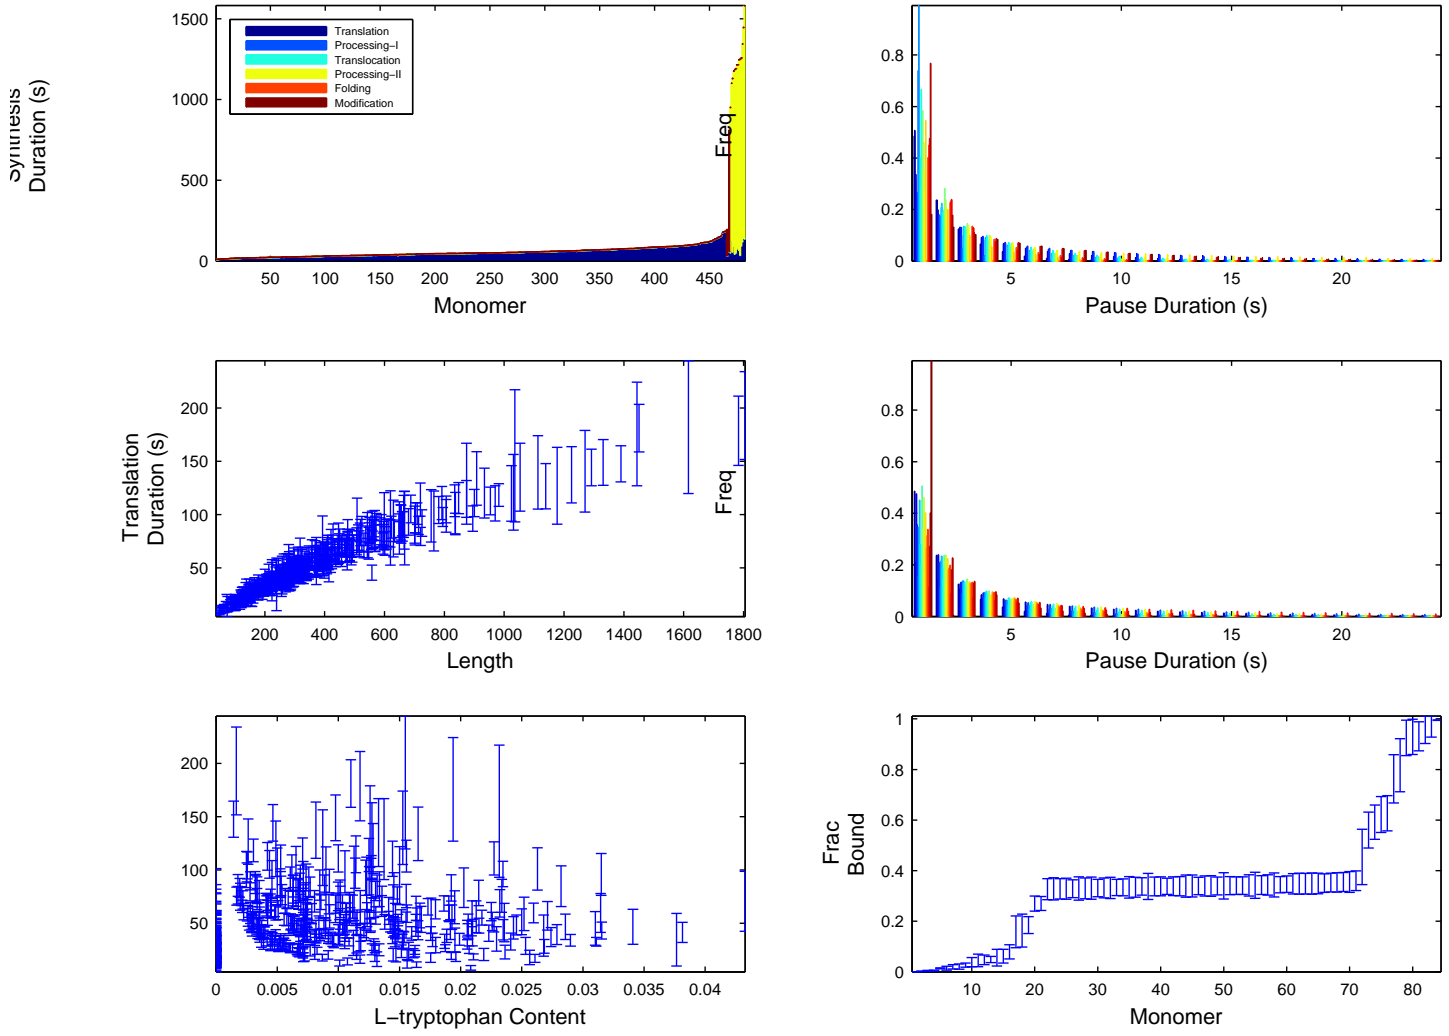 Synthesis
Duration (s)
1500
1000
500
0
Translation
Processing−I
Translocation
Processing−II
Folding
Modification
50 100 150 200 250 300 350 400 450
Monomer
Freq
0.8
0.6
0.4
0.2
0
5 10 15 20
Pause Duration (s)
Translation
Duration (s)
200
150
100
50
200 400 600 800 1000 1200 1400 1600 1800
Length
Freq
0.8
0.6
0.4
0.2
0
5 10 15 20
Pause Duration (s)
200
150
100
50
0 0.005 0.01 0.015 0.02 0.025 0.03 0.035 0.04
L−tryptophan Content
Frac
Bound
1
0.8
0.6
0.4
0.2
0
10 20 30 40 50 60 70 80
Monomer